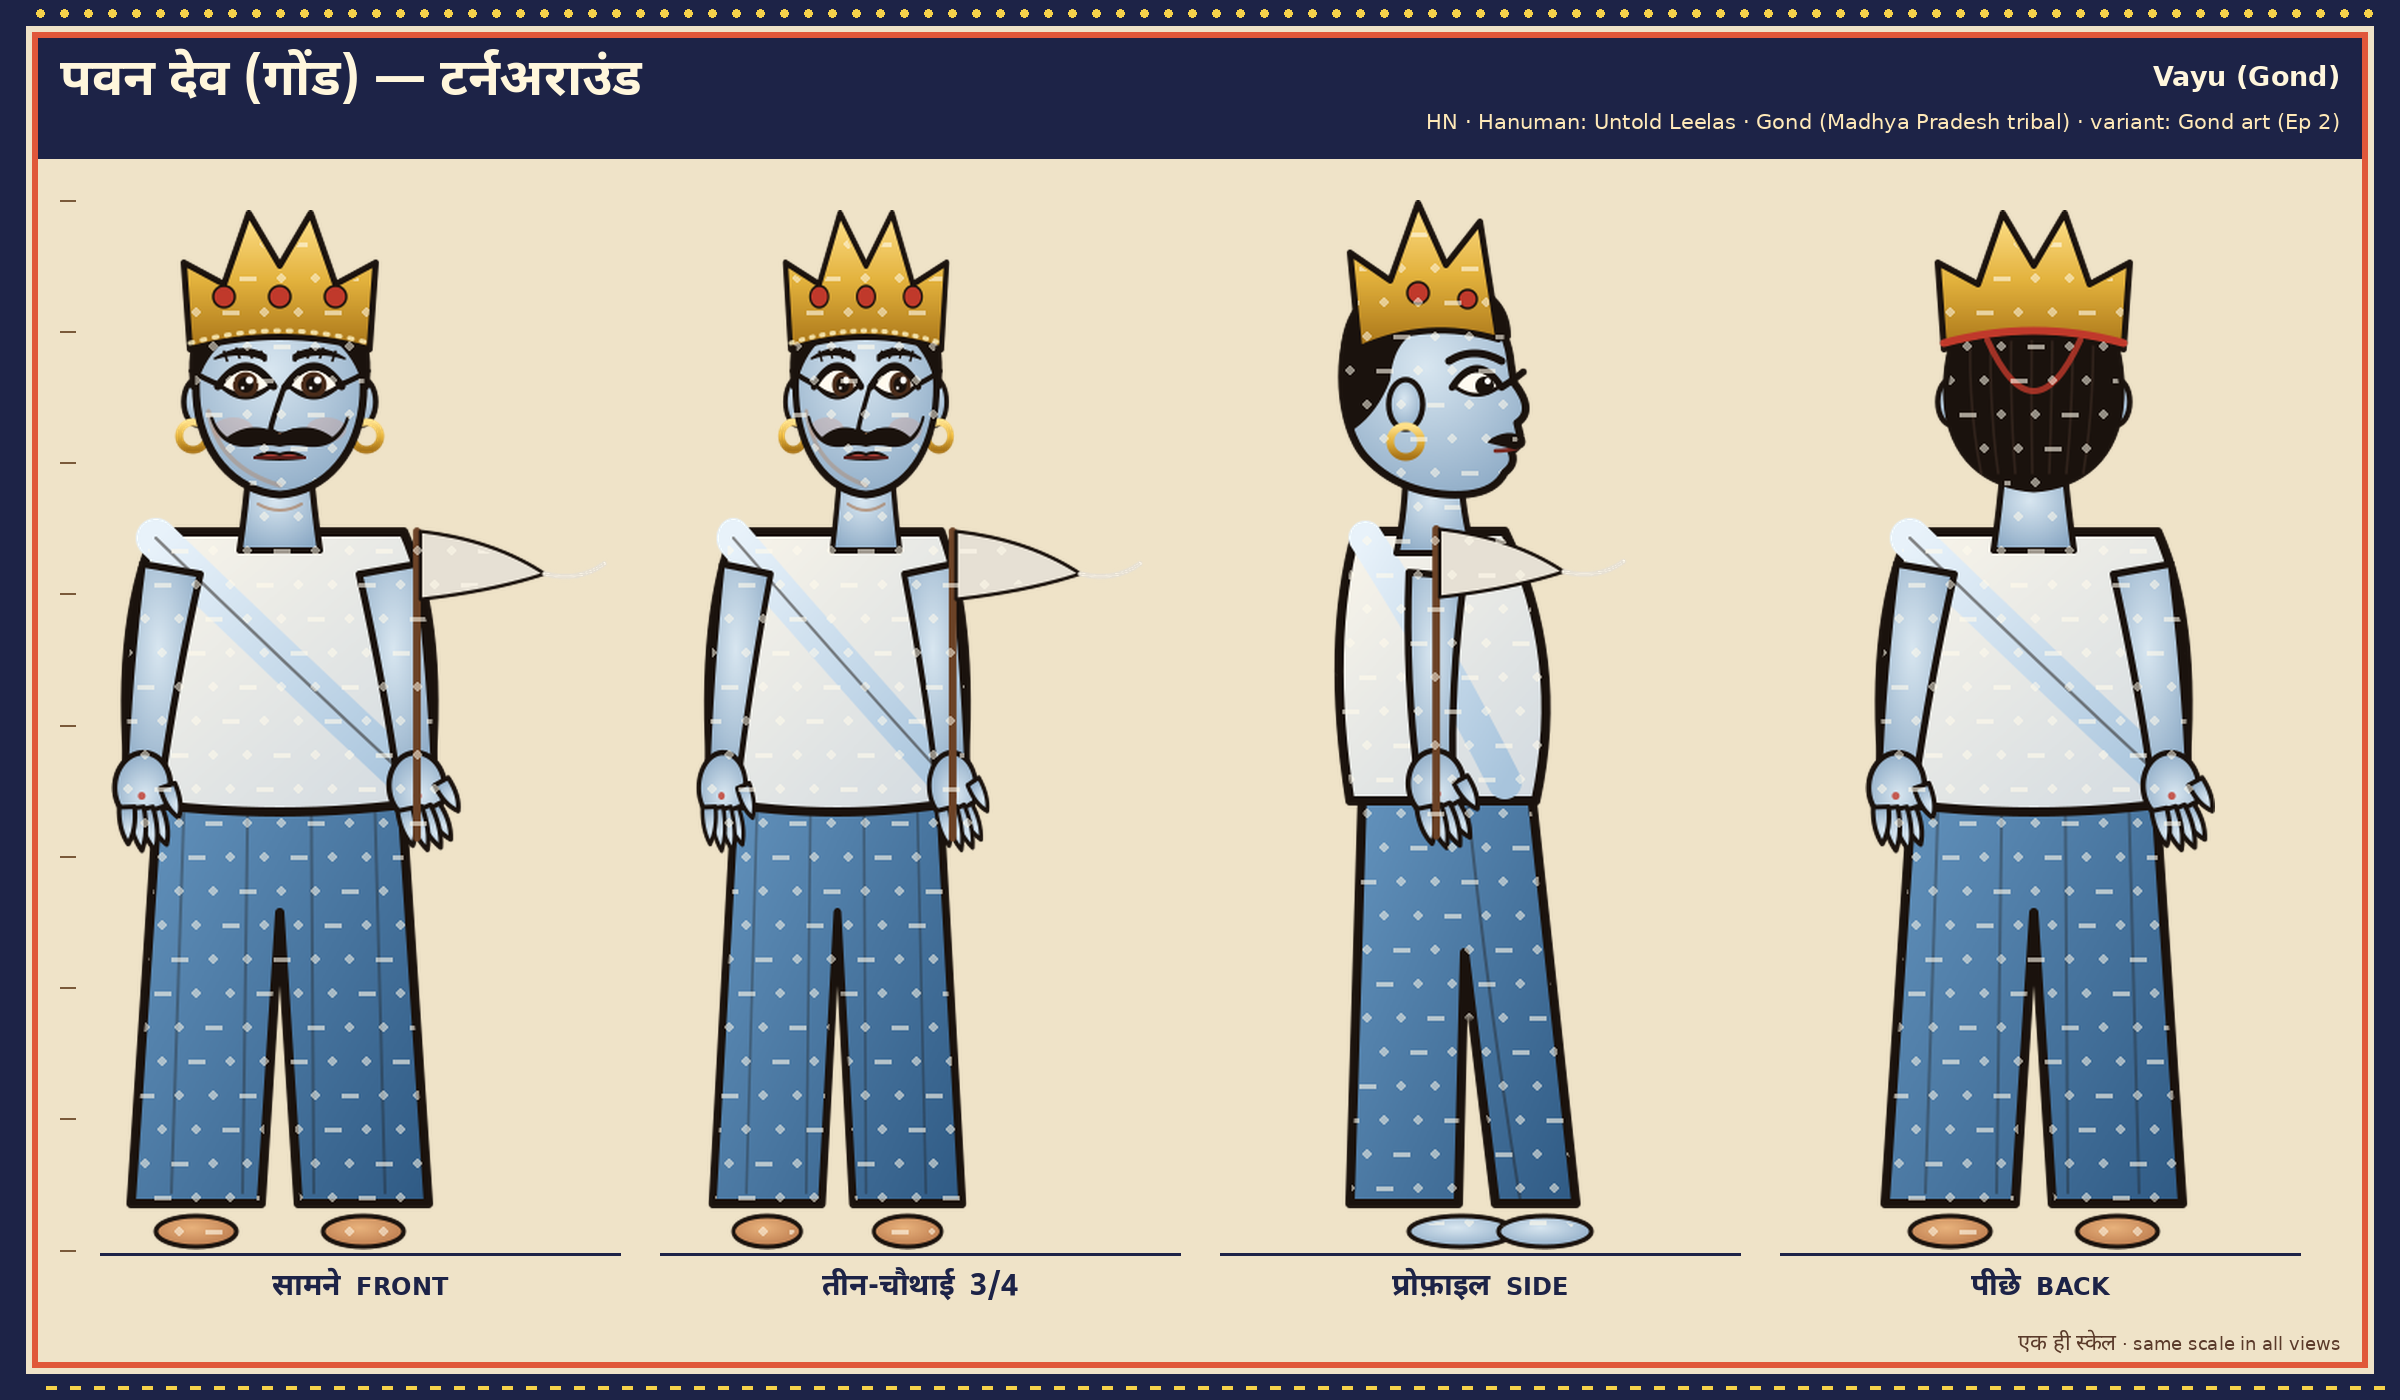 पवन देव (गोंड) — टर्नअराउंड
Vayu (Gond)
HN · Hanuman: Untold Leelas · Gond (Madhya Pradesh tribal) · variant: Gond art (Ep 2)
सामने FRONT
तीन-चौथाई 3/4
प्रोफ़ाइल SIDE
पीछे BACK
एक ही स्केल · same scale in all views